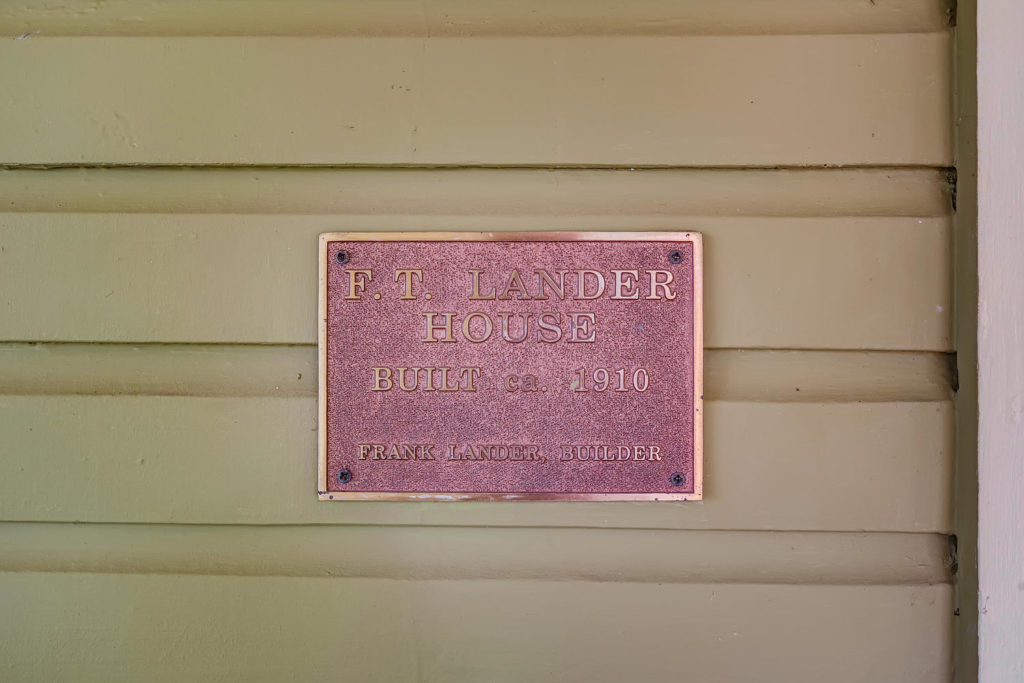 F. T. LANDER
HOUSE
BUILT ca. 1910
FRANK LANDER, BUILDER